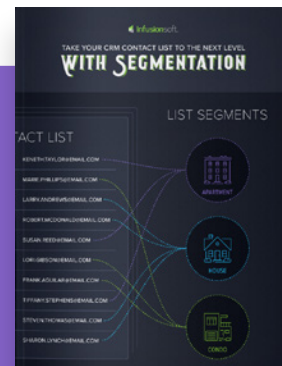 Infusionsoft.
TAKE YOUR CRM CONTACT LIST TO THE NEXT LEVEL
WITH SEGMENTATION
LIST SEGMENTS
TACT LIST
KENETH.TAYLOR@EMAIL.COM
MARIE.PHILLIPS@EMAIL.COM
LARRY.ANDREWS@EMAIL.COM
ROBERT.MCDONALD@EMAIL.COM
SUSAN.REED@EMAIL.COM
LORI.GIBSON@EMAIL.COM
FRANK.AGUILAR@EMAIL.COM
TIFFANY.STEPHENS@EMAIL.COM
STEVEN.THOMAS@EMAIL.COM
SHARON.LYNCH@EMAIL.COM
APARTMENT
HOUSE
CONDO